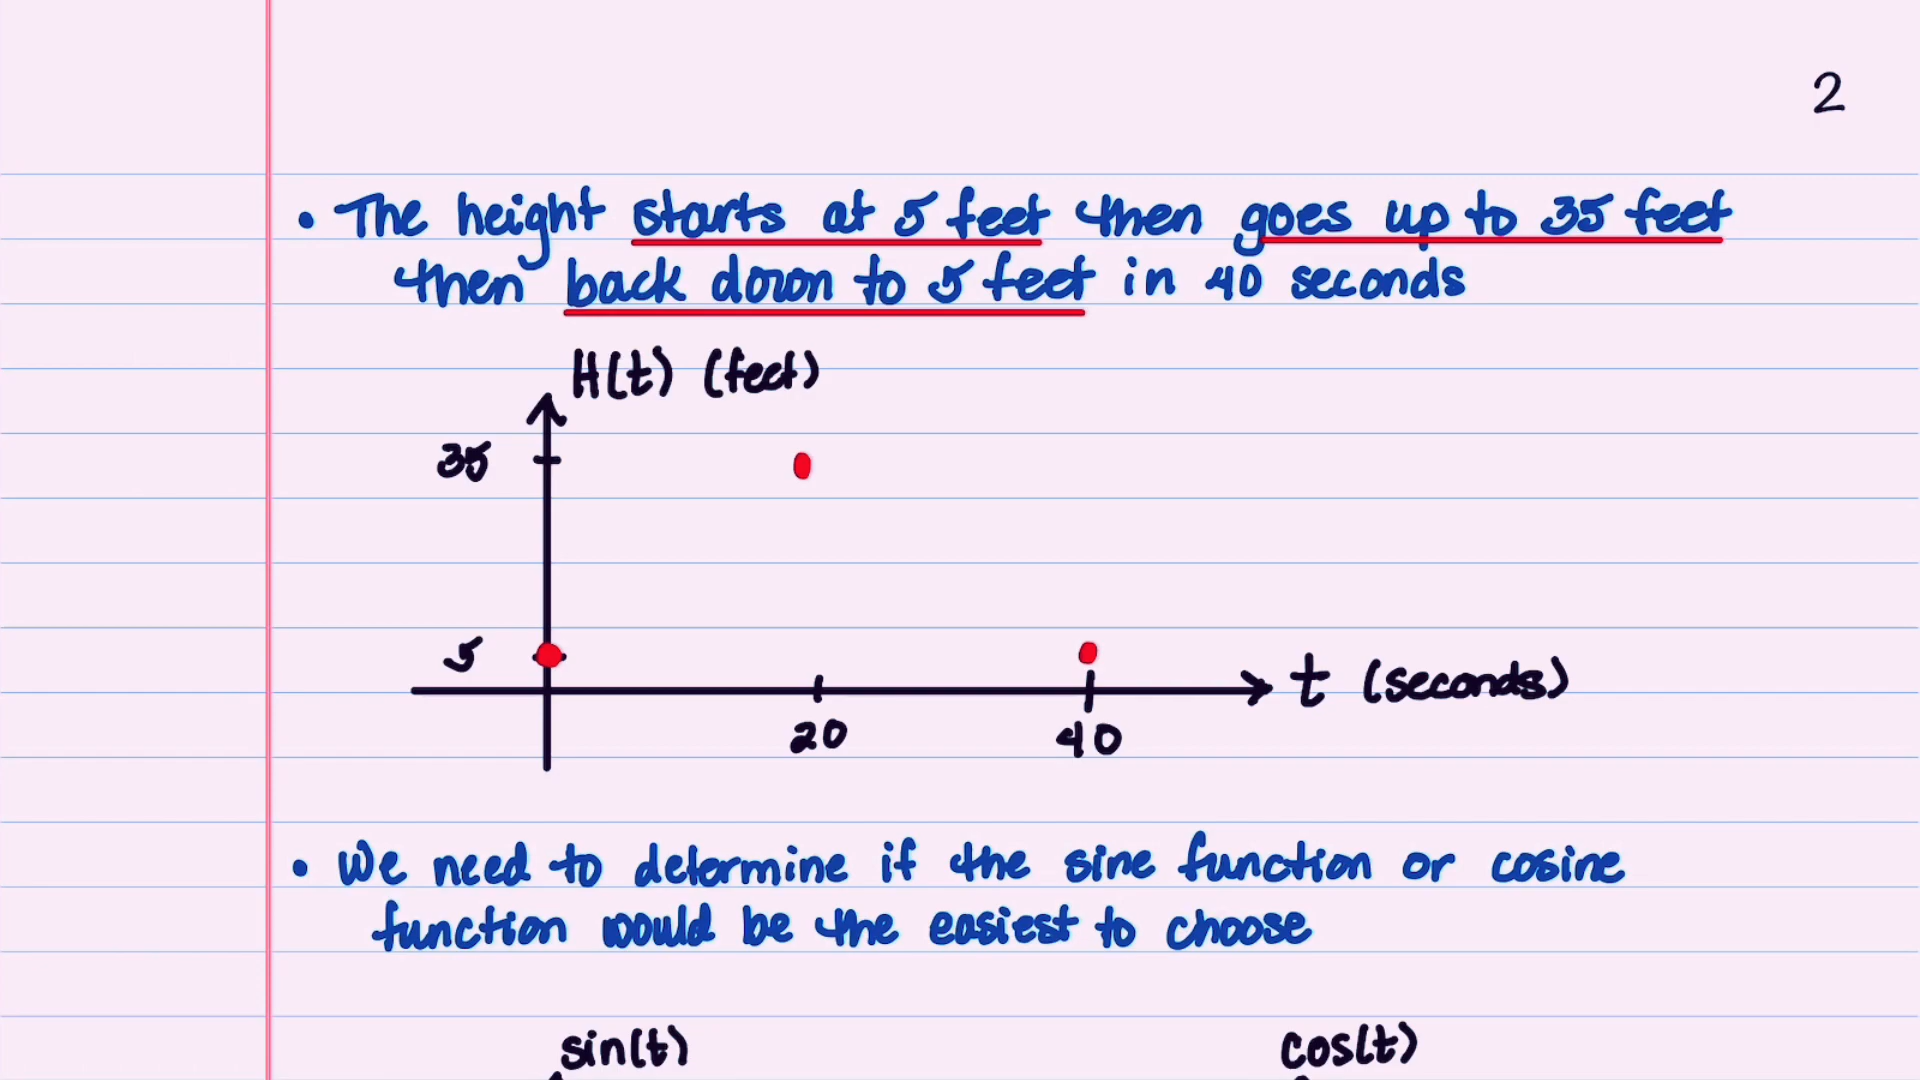 2
• The height starts at 5 feet then goes up to 35 feet
then back down to 5 feet in 40 seconds
H(t) (feet)
35
5
t (seconds)
20 40
• We need to determine if the sine function or cosine
function would be the easiest to choose
sin(t) cos(t)